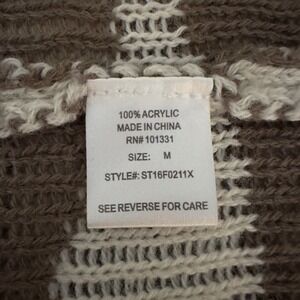 100% ACRYLIC
MADE IN CHINA
RN# 101331
SIZE: M
STYLE#: ST16F0211X
SEE REVERSE FOR CARE